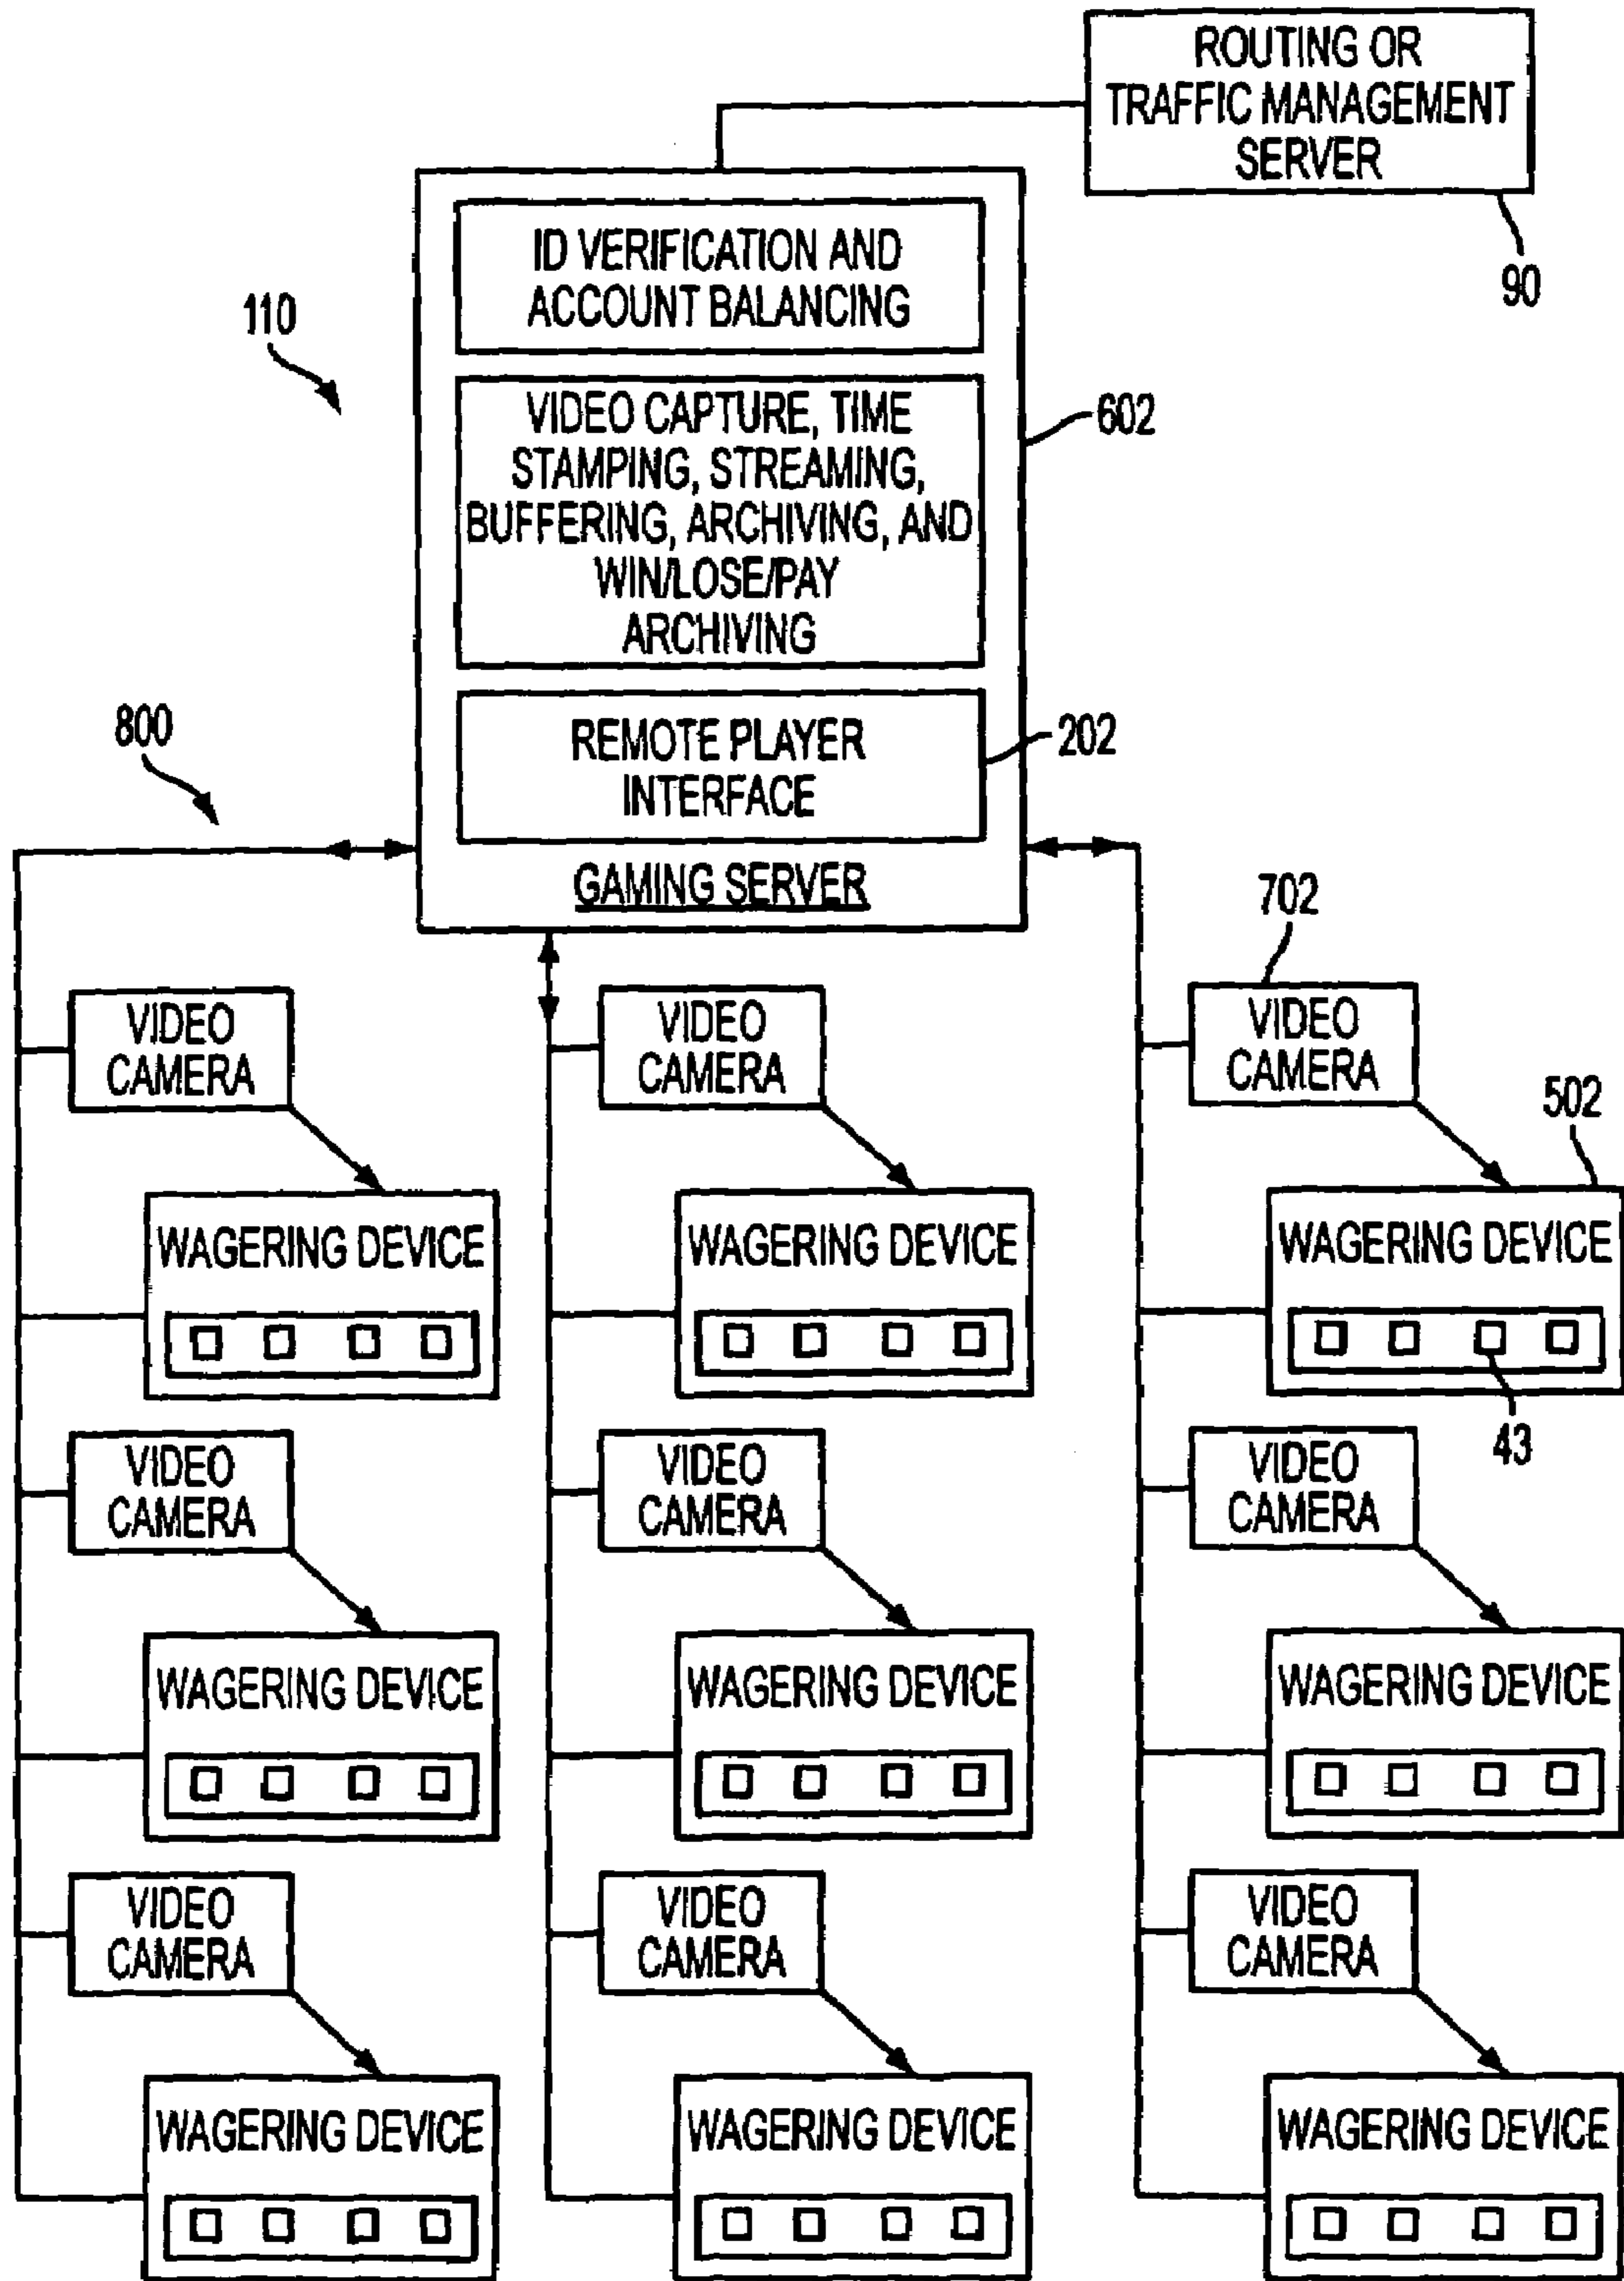 ROUTING OR
TRAFFIC MANAGEMENT
SERVER
90
110
ID VERIFICATION AND
ACCOUNT BALANCING
602
VIDEO CAPTURE, TIME
STAMPING, STREAMING,
BUFFERING, ARCHIVING, AND
WIN/LOSE/PAY
ARCHIVING
800
REMOTE PLAYER
INTERFACE
202
GAMING SERVER
702
VIDEO
CAMERA
VIDEO
CAMERA
VIDEO
CAMERA
502
WAGERING DEVICE
WAGERING DEVICE
WAGERING DEVICE
43
VIDEO
CAMERA
VIDEO
CAMERA
VIDEO
CAMERA
WAGERING DEVICE
WAGERING DEVICE
WAGERING DEVICE
VIDEO
CAMERA
VIDEO
CAMERA
VIDEO
CAMERA
WAGERING DEVICE
WAGERING DEVICE
WAGERING DEVICE